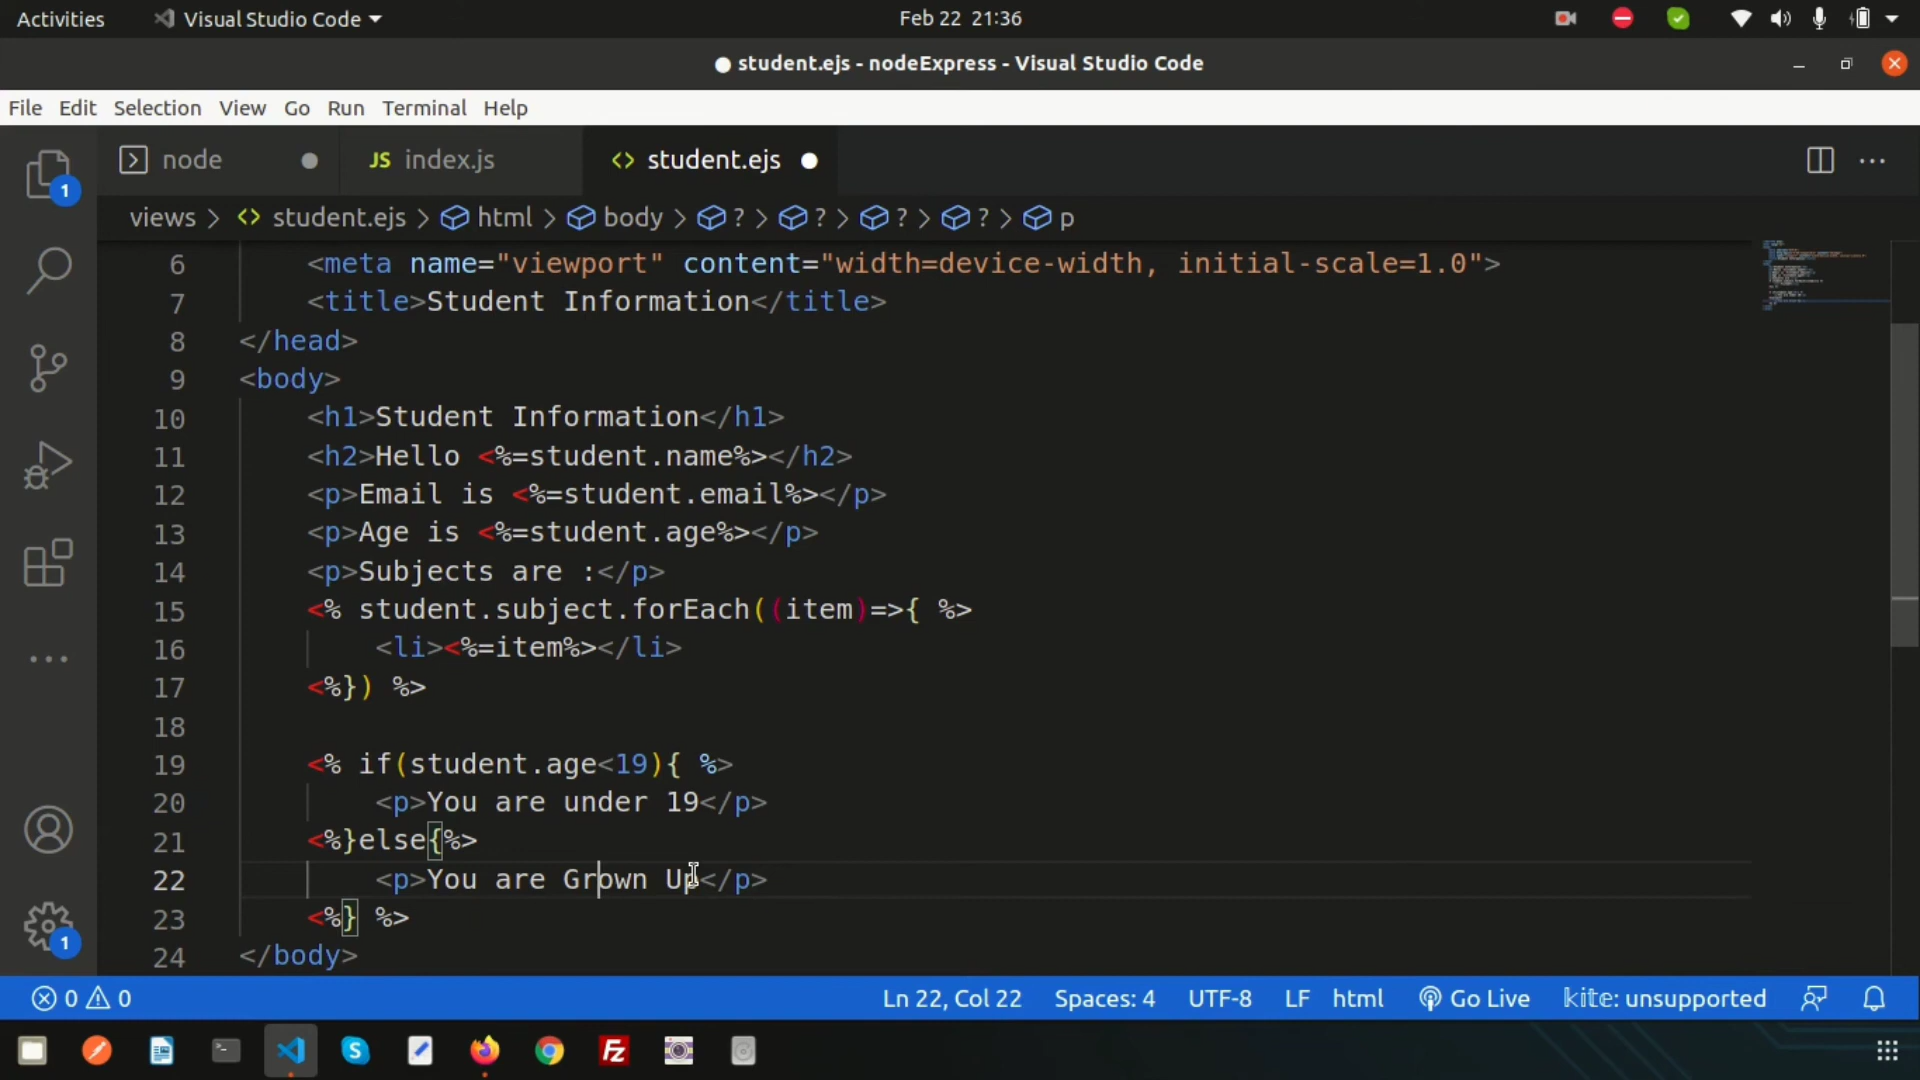 Activities Visual Studio Code Feb 22 21:36
student.ejs - nodeExpress - Visual Studio Code
File Edit Selection View Go Run Terminal Help
1 node JS index.js <> student.ejs
views > <> student.ejs > html > body > ? > ? > ? > ? > p
6 <meta name="viewport" content="width=device-width, initial-scale=1.0">
7 <title>Student Information</title>
8 </head>
9 <body>
10 <h1>Student Information</h1>
11 <h2>Hello <%=student.name%></h2>
12 <p>Email is <%=student.email%></p>
13 <p>Age is <%=student.age%></p>
14 <p>Subjects are :</p>
15 <% student.subject.forEach((item)=>{ %>
16 <li><%=item%></li>
17 <%}) %>
18
19 <% if(student.age<19){ %>
20 <p>You are under 19</p>
21 <%}else{%>
22 <p>You are Grown Up</p>
23 <%} %>
24 </body>
1
0 0 Ln 22, Col 22 Spaces: 4 UTF-8 LF html Go Live kite: unsupported